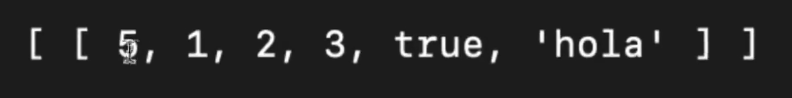 [ [ 5, 1, 2, 3, true, 'hola' ] ]